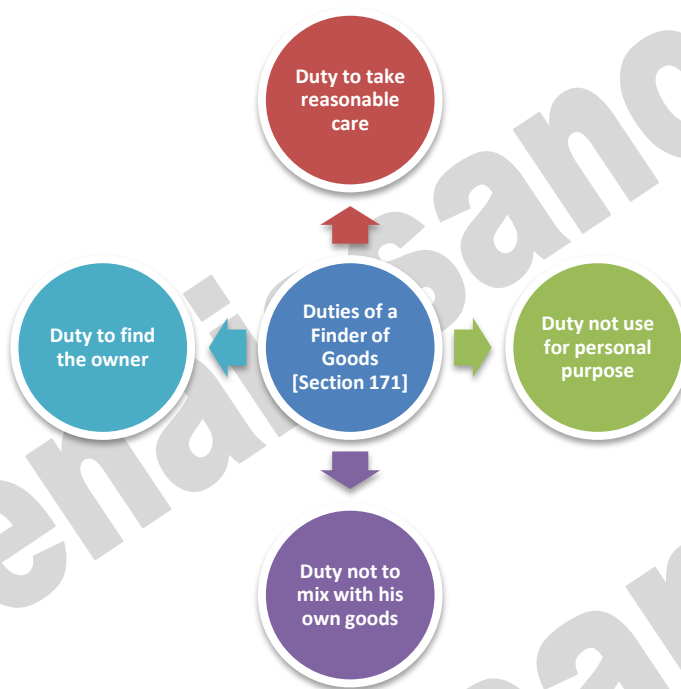 Duty to take
reasonable
care
Duty to find
the owner
Duties of a
Finder of
Goods
[Section 171]
Duty not use
for personal
purpose
Duty not to
mix with his
own goods